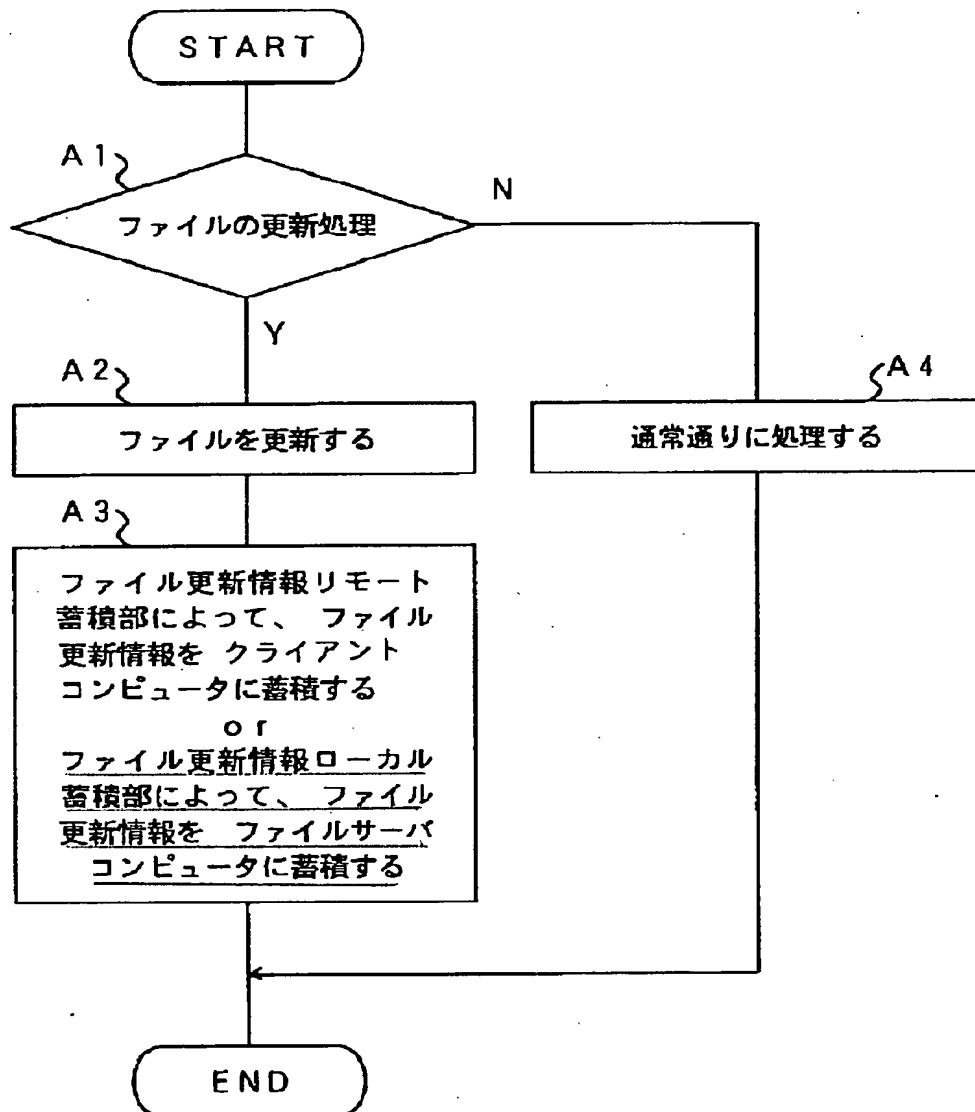 START
A1
ファイルの更新処理
N
Y
A2
ファイルを更新する
A4
通常通りに処理する
A3
ファイル更新情報リモート
蓄積部によって、 ファイル
更新情報を クライアント
コンピュータに蓄積する
or
ファイル更新情報ローカル
蓄積部によって、 ファイル
更新情報を ファイルサーバ
コンピュータに蓄積する
END